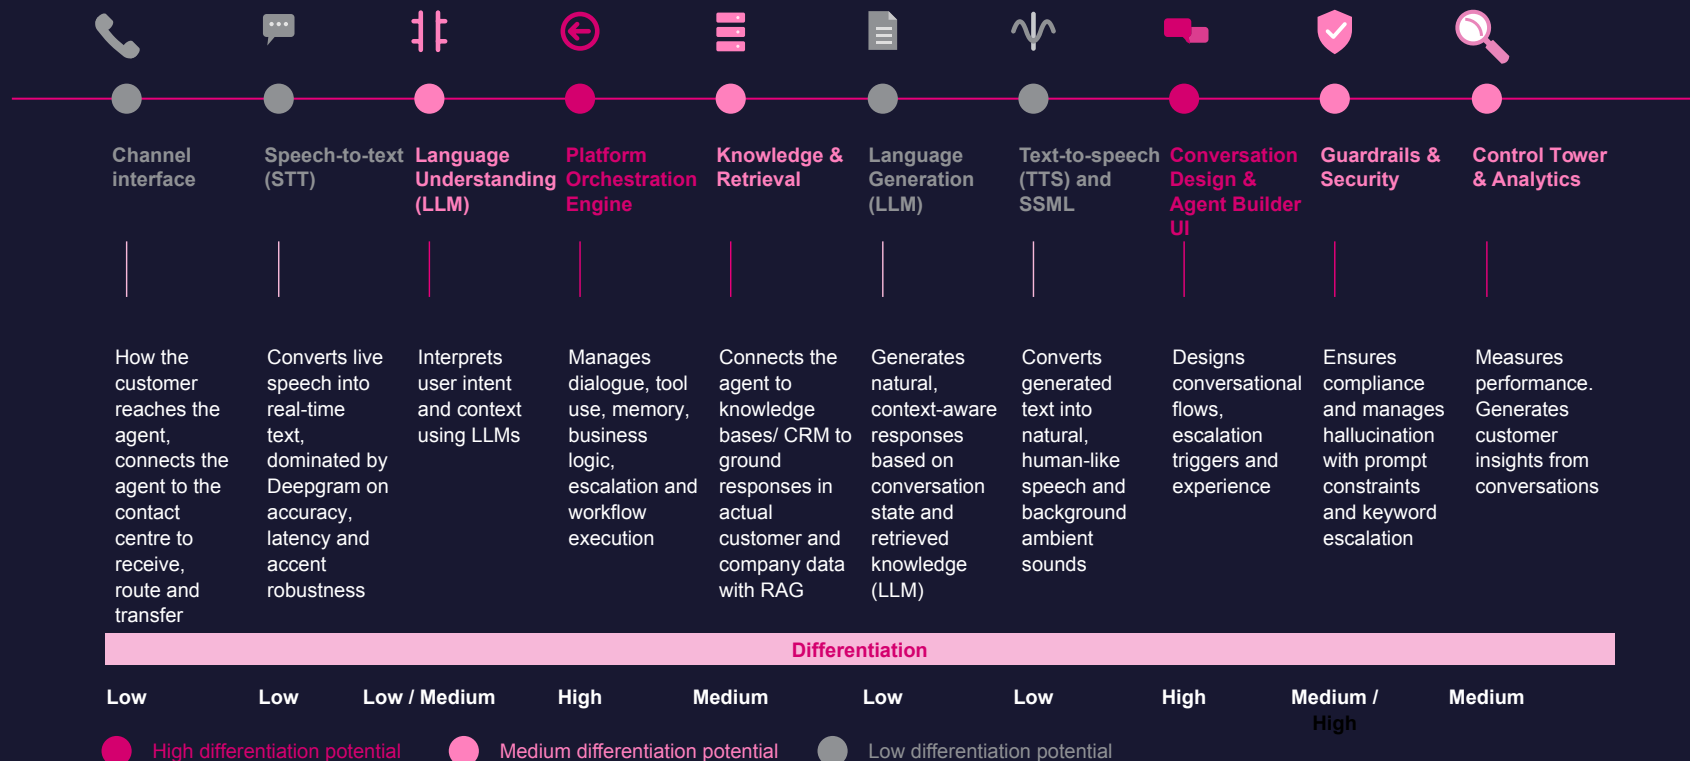 Channel
interface
Speech-to-text
(STT)
Language
Understanding
(LLM)
Platform
Orchestration
Engine
Knowledge &
Retrieval
Language
Generation
(LLM)
Text-to-speech
(TTS) and
SSML
Conversation
Design &
Agent Builder
UI
Guardrails &
Security
Control Tower
& Analytics
How the
customer
reaches the
agent,
connects the
agent to the
contact
centre to
receive,
route and
transfer
Converts live
speech into
real-time
text,
dominated by
Deepgram on
accuracy,
latency and
accent
robustness
Interprets
user intent
and context
using LLMs
Manages
dialogue, tool
use, memory,
business
logic,
escalation and
workflow
execution
Connects the
agent to
knowledge
bases/ CRM to
ground
responses in
actual
customer and
company data
with RAG
Generates
natural,
context-aware
responses
based on
conversation
state and
retrieved
knowledge
(LLM)
Converts
generated
text into
natural,
human-like
speech and
background
ambient
sounds
Designs
conversational
flows,
escalation
triggers and
experience
Ensures
compliance
and manages
hallucination
with prompt
constraints
and keyword
escalation
Measures
performance.
Generates
customer
insights from
conversations
Differentiation
Low
Low
Low / Medium
High
Medium
Low
Low
High
Medium /
High
Medium
High differentiation potential
Medium differentiation potential
Low differentiation potential